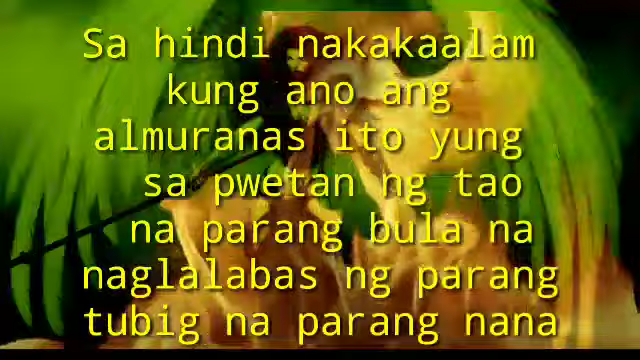 Sa hindi nakakaalam
kung ano ang
almuranas ito yung
sa pwetan ng tao
na parang bula na
naglalabas ng parang
tubig na parang nana